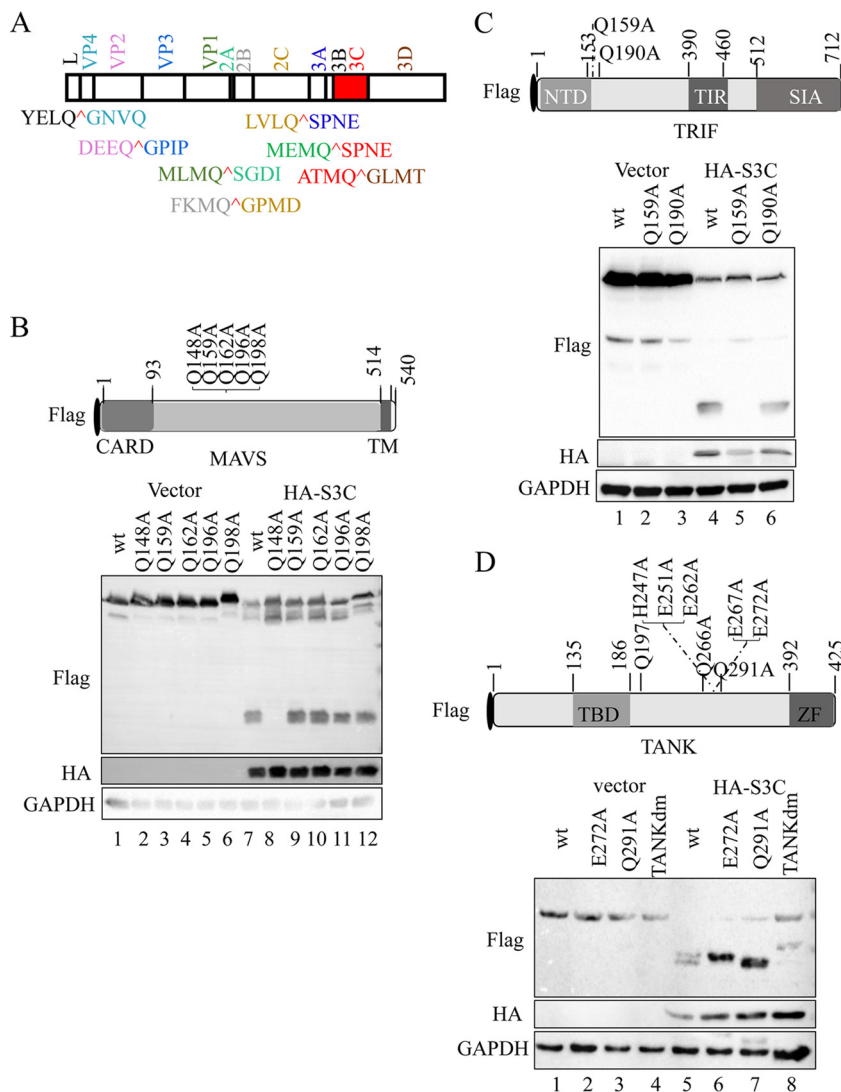 A
L VP4 VP2 VP3 VP1 2A 2B 2C 3A 3B 3C 3D
YELQ^GNVQ LVLQ^SPNE
DEEQ^GPIP MEMQ^SPNE
MLMQ^SGDI ATMQ^GLMT
FKMQ^GPMD
B
Q148A Q159A Q162A Q196A Q198A
1 93 514 540
Flag
CARD MAVS TM
Vector HA-S3C
wt Q148A Q159A Q162A Q196A Q198A wt Q148A Q159A Q162A Q196A Q198A
Flag
HA
GAPDH
1 2 3 4 5 6 7 8 9 10 11 12
C
Q159A
Q190A
1 153 390 460 512 712
Flag NTD TIR SIA
TRIF
Vector HA-S3C
wt Q159A Q190A wt Q159A Q190A
Flag
HA
GAPDH
1 2 3 4 5 6
D
H247A E251A E262A E267A E272A
1 135 186 Q197 Q266A Q291A 392 425
Flag TBD ZF
TANK
vector HA-S3C
wt E272A Q291A TANKdm wt E272A Q291A TANKdm
Flag
HA
GAPDH
1 2 3 4 5 6 7 8